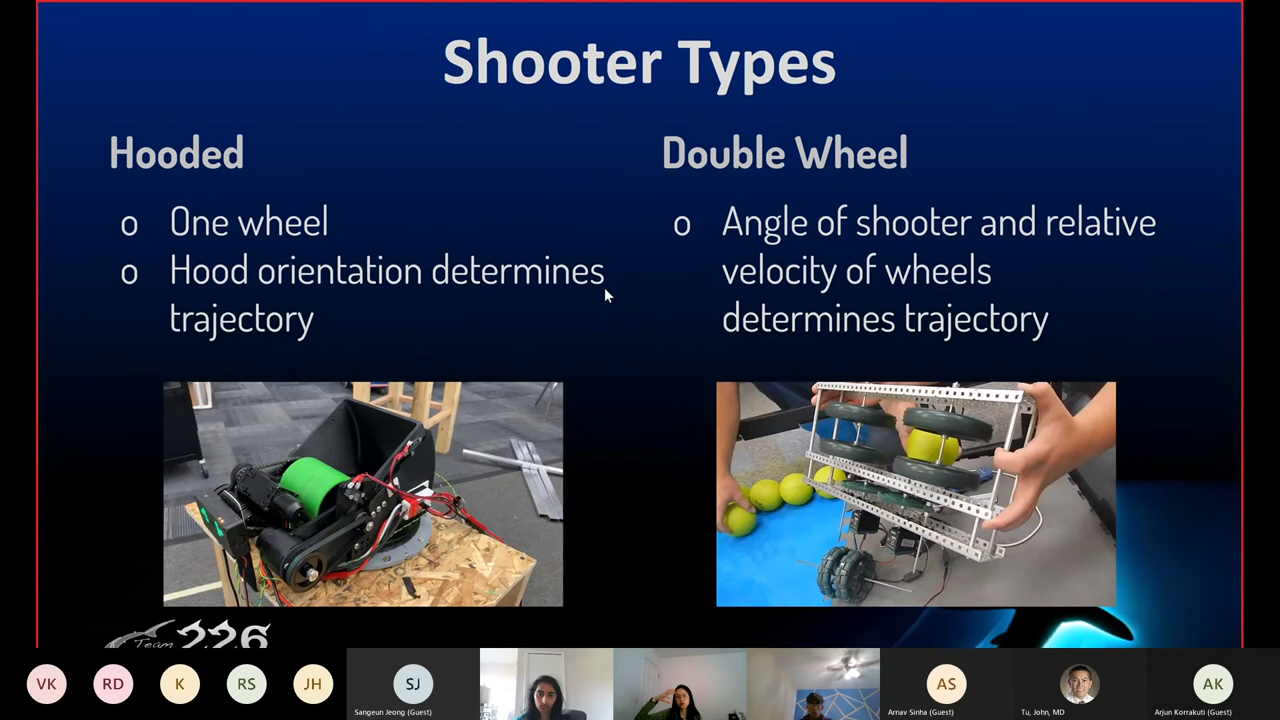 Shooter Types
Hooded
o One wheel
o Hood orientation determines
trajectory
Double Wheel
o Angle of shooter and relative
velocity of wheels
determines trajectory
Team 226
VK
RD
K
RS
JH
SJ
Sangeun Jeong (Guest)
AS
Arnav Sinha (Guest)
Tu, John, MD
AK
Arjun Korrakuti (Guest)